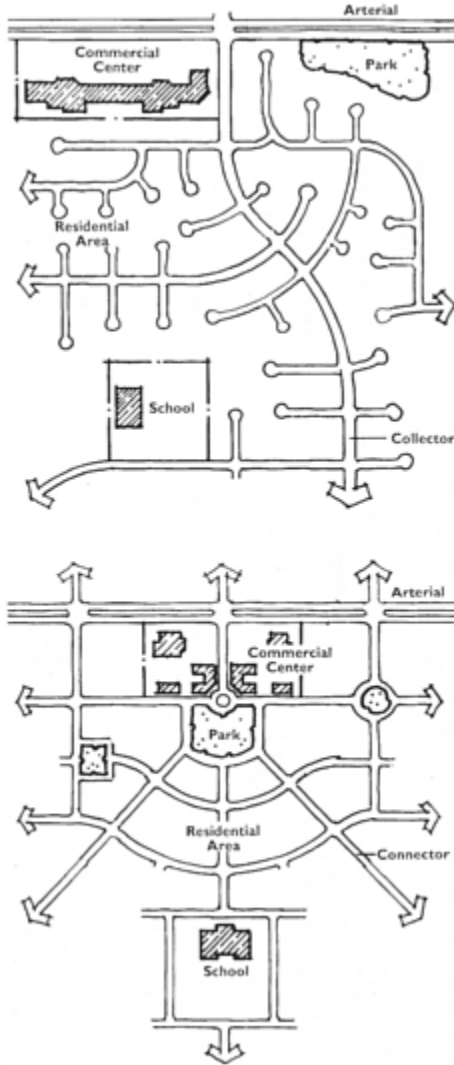 Arterial
Commercial
Center
Park
Residential
Area
School
Collector
Arterial
Commercial
Center
Park
Residential
Area
Connector
School